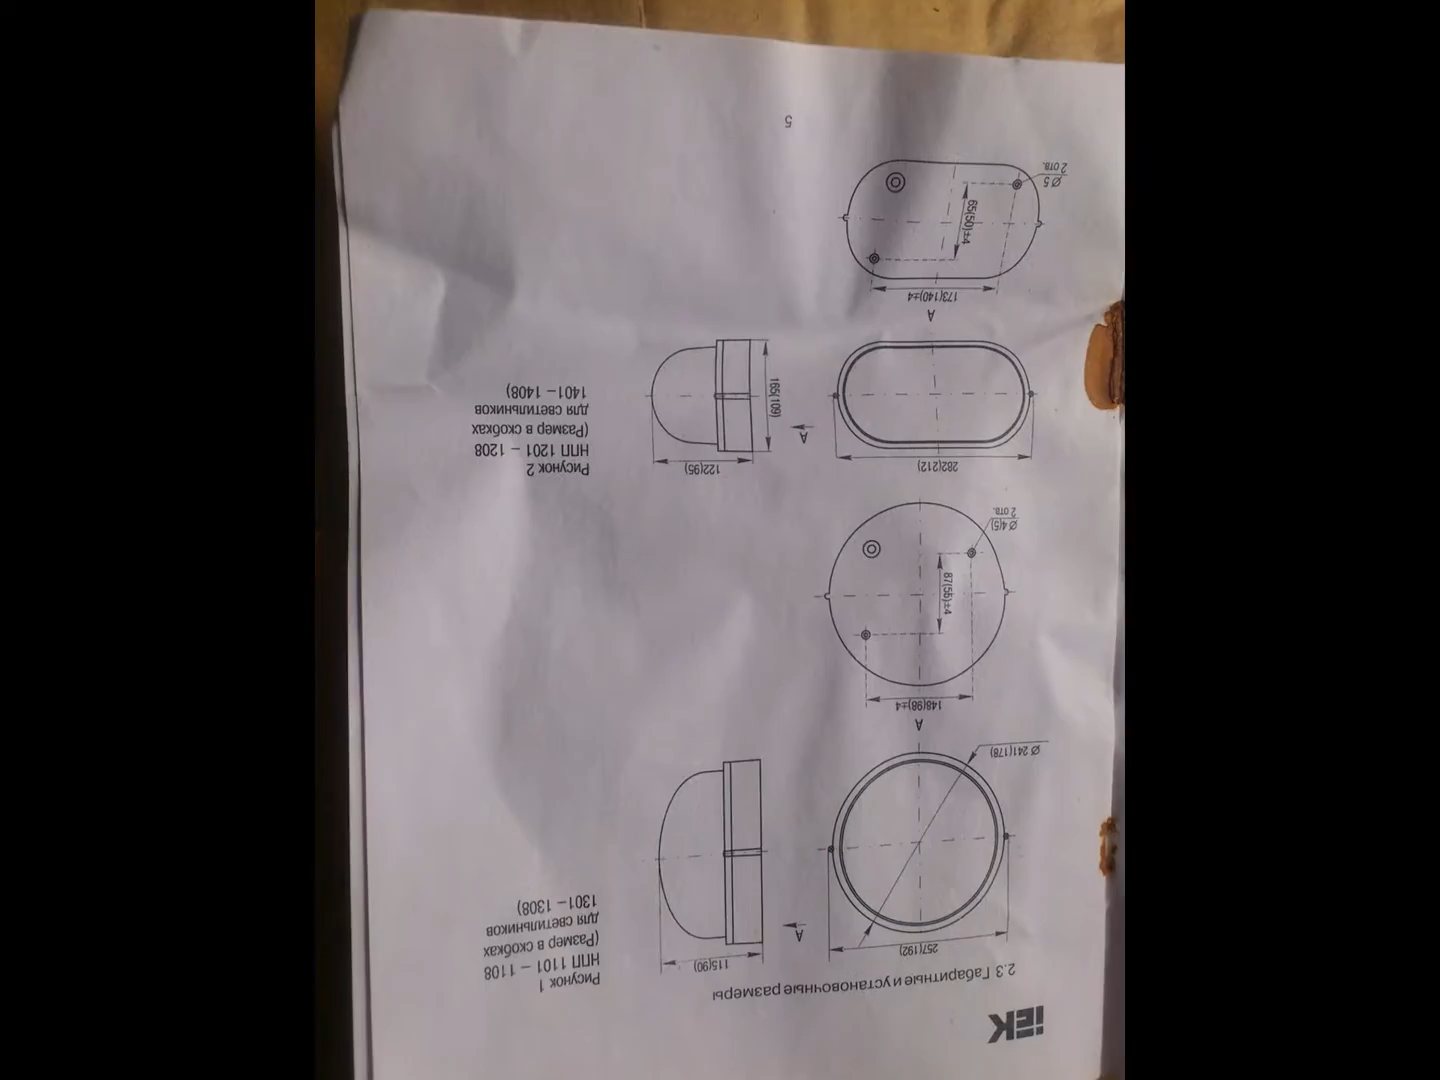 iEK
2.3 Габаритные и установочные размеры
257(192)
115(90)
А
Рисунок 1
НПП 1101 – 1108
(Размер в скобках
для светильников
1301– 1308)
Ø 241(178)
А
148(98)±4
87(55)±4
Ø 4(5)
2 отв.
282(212)
122(95)
А
165(109)
Рисунок 2
НПП 1201 – 1208
(Размер в скобках
для светильников
1401– 1408)
А
173(140)±4
65(50)±4
Ø 5
2 отв.
5